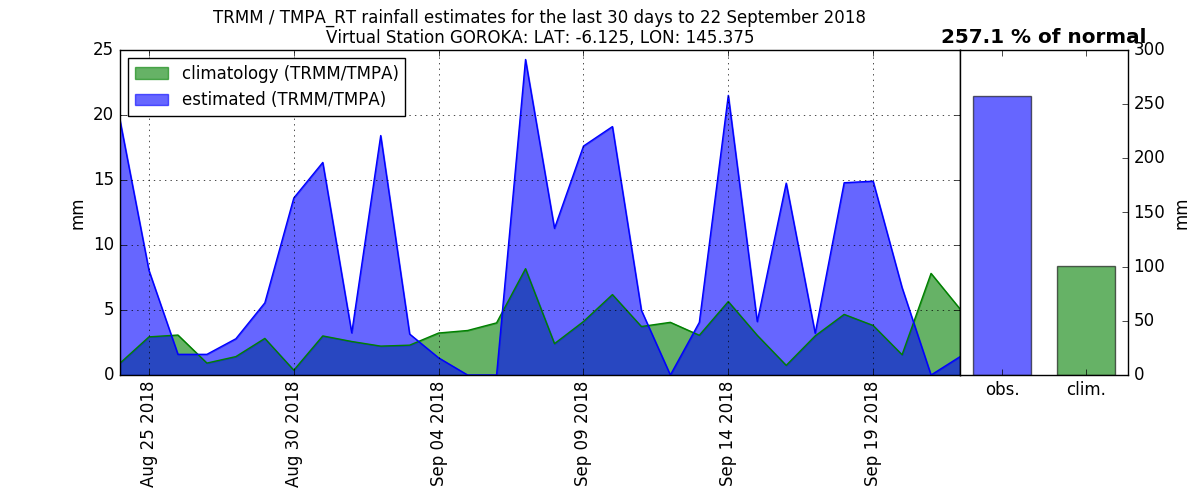 TRMM / TMPA_RT rainfall estimates for the last 30 days to 22 September 2018
Virtual Station GOROKA: LAT: -6.125, LON: 145.375
257.1 % of normal
climatology (TRMM/TMPA)
estimated (TRMM/TMPA)
25
20
15
10
5
0
mm
Aug 25 2018
Aug 30 2018
Sep 04 2018
Sep 09 2018
Sep 14 2018
Sep 19 2018
300
250
200
150
100
50
0
mm
obs.
clim.